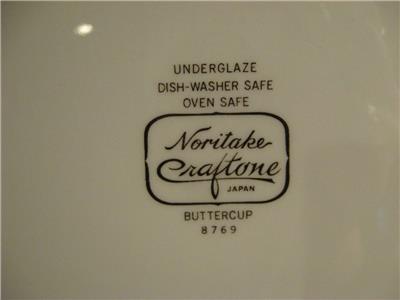 UNDERGLAZE
DISH-WASHER SAFE
OVEN SAFE
Noritake
Craftone
JAPAN
BUTTERCUP
8769